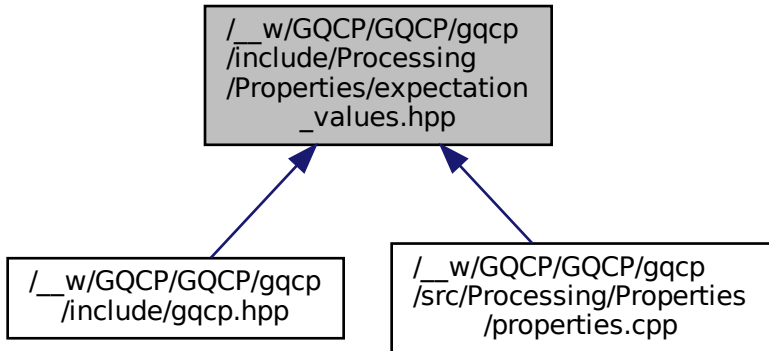 /__w/GQCP/GQCP/gqcp
/include/Processing
/Properties/expectation
_values.hpp
/__w/GQCP/GQCP/gqcp
/include/gqcp.hpp
/__w/GQCP/GQCP/gqcp
/src/Processing/Properties
/properties.cpp